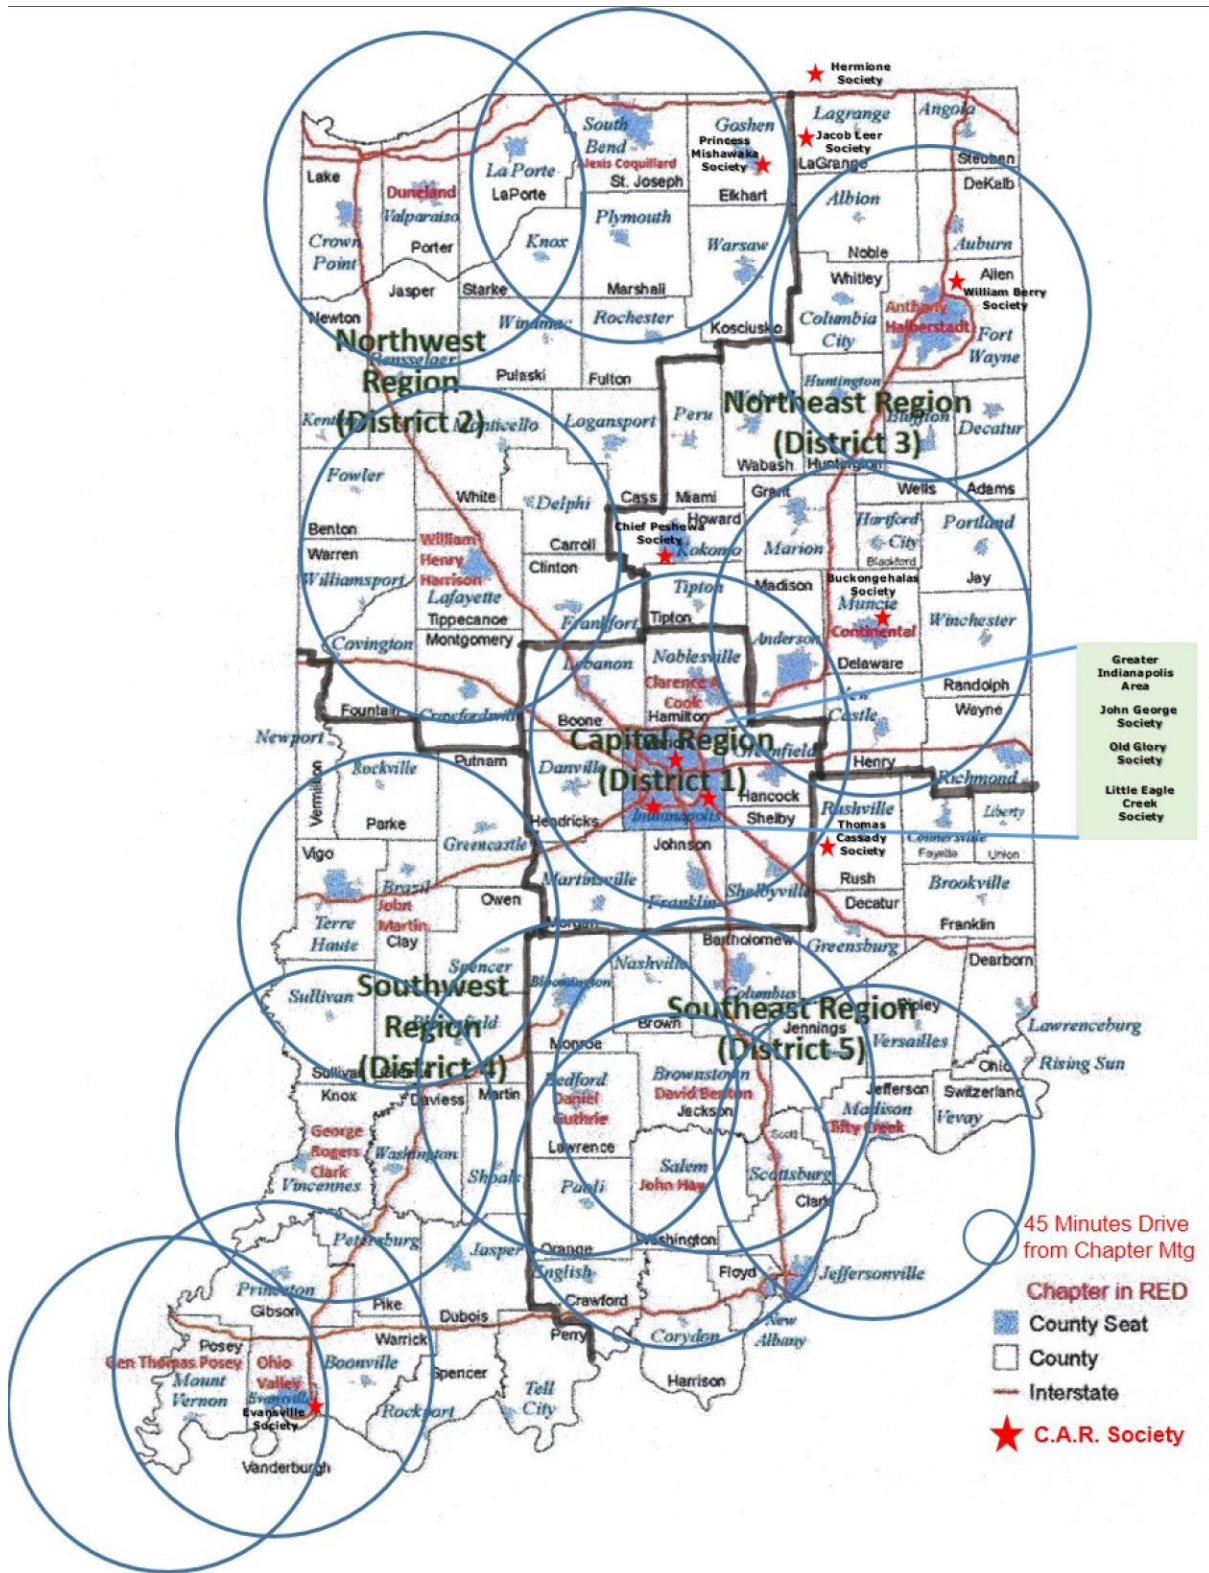 Hermione
Society
Lagrange
Angola
South
Bend
Goshen
Princess
Mishawaka
Society
Jacob Leer
Society
LaGrange
Steuben
DeKalb
Lake
La Porte
LaPorte
Alexis Coquillard
St. Joseph
Elkhart
Duneland
Valparaiso
Porter
Crown
Point
Knox
Plymouth
Warsaw
Albion
Noble
Auburn
Whitley
Allen
William Berry
Society
Jasper
Starke
Marshall
Newton
Winamac
Rochester
Kosciusko
Columbia
City
Anthony
Halberstadt
Fort
Wayne
Northwest
Region
(District 2)
Rensselaer
Pulaski
Fulton
Huntington
Northeast Region
(District 3)
Monticello
Logansport
Peru
Bluffton
Decatur
Wabash
Huntington
Fowler
White
Delphi
Cass
Miami
Grant
Wells
Adams
Benton
Howard
Chief Peshewa
Society
Kokomo
Marion
Hartford
City
Blackford
Portland
Jay
Warren
Williamsport
William
Henry
Harrison
Lafayette
Tippecanoe
Carroll
Clinton
Frankfort
Tipton
Tipton
Madison
Buckongehalas
Society
Muncie
Continental
Delaware
Winchester
Randolph
Montgomery
Covington
Lebanon
Noblesville
Clarence A
Cook
Hamilton
Anderson
New
Castle
Wayne
Greater
Indianapolis
Area
John George
Society
Old Glory
Society
Little Eagle
Creek
Society
Fountain
Crawfordsville
Boone
Newport
Putnam
Capital Region
(District 1)
Greenfield
Henry
Richmond
Rockville
Danville
Indianapolis
Hancock
Vermillion
Parke
Hendricks
Shelby
Rushville
Thomas
Cassady
Society
Connersville
Fayette
Liberty
Union
Vigo
Greencastle
Johnson
Brazil
John
Martin
Clay
Owen
Martinsville
Franklin
Shelbyville
Rush
Decatur
Brookville
Franklin
Terre
Haute
Morgan
Bartholomew
Greensburg
Dearborn
Sullivan
Spencer
Bloomington
Nashville
Columbus
Southwest
Region
(District 4)
Southeast Region
(District 5)
Brown
Monroe
Jennings
Ripley
Versailles
Lawrenceburg
Rising Sun
Ohio
Sullivan
Knox
Daviess
Martin
Bedford
Daniel
Guthrie
Lawrence
Brownstown
David Benton
Jackson
Jefferson
Madison
Clifty Creek
Switzerland
Vevay
George
Rogers
Clark
Vincennes
Washington
Shoals
Scott
Scottsburg
Paoli
Salem
John Hay
Clark
Washington
Petersburg
Jasper
Orange
English
Floyd
Jeffersonville
45 Minutes Drive
from Chapter Mtg
Princeton
Gibson
Pike
Dubois
Crawford
Corydon
New
Albany
Chapter in RED
County Seat
County
Interstate
C.A.R. Society
Posey
Gen Thomas Posey
Mount
Vernon
Ohio
Valley
Evansville
Evansville
Society
Warrick
Boonville
Spencer
Rockport
Perry
Tell
City
Harrison
Vanderburgh